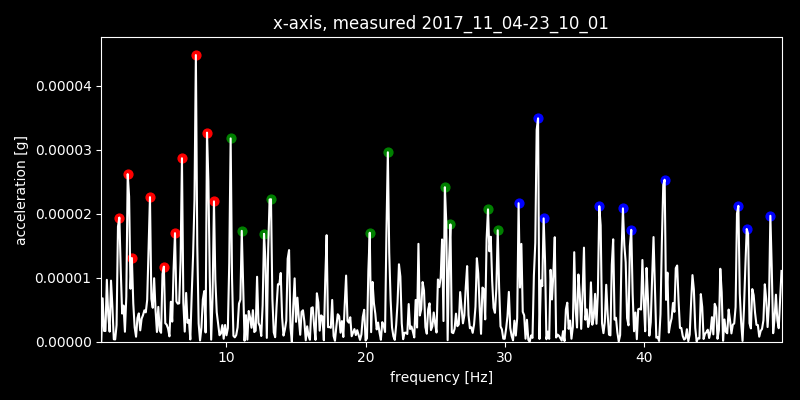 x-axis, measured 2017_11_04-23_10_01
acceleration [g]
0.00004
0.00003
0.00002
0.00001
0.00000
10 20 30 40
frequency [Hz]